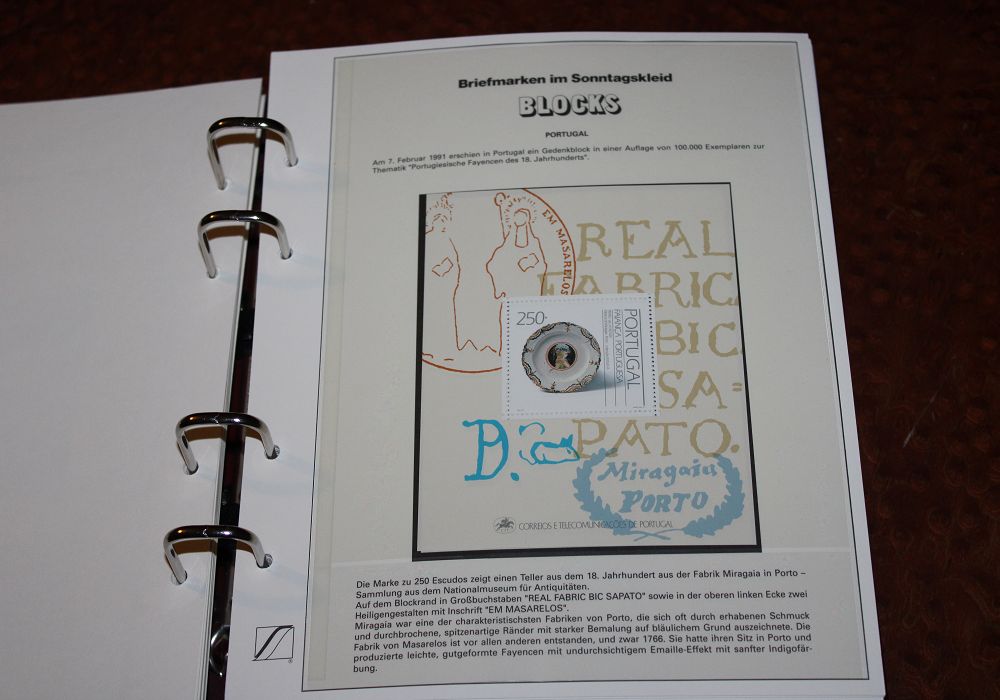 Briefmarken im Sonntagskleid
BLOCKS
PORTUGAL
Am 7. Februar 1991 erschien in Portugal ein Gedenkblock in einer Auflage von 100.000 Exemplaren zur
Thematik "Portugiesische Fayencen des 18. Jahrhunderts".
EM MASARELOS
REAL
FABRICA
BIC
SA=
PATO.
250.
PORTUGAL
FAIANÇA PORTUGUESA
D.
Miragaia
PORTO
CORREIOS E TELECOMUNICAÇÕES DE PORTUGAL
Die Marke zu 250 Escudos zeigt einen Teller aus dem 18. Jahrhundert aus der Fabrik Miragaia in Porto –
Sammlung aus dem Nationalmuseum für Antiquitäten.
Auf dem Blockrand in Großbuchstaben "REAL FABRIC BIC SAPATO" sowie in der oberen linken Ecke zwei
Heiligengestalten mit Inschrift "EM MASARELOS".
Miragaia war eine der charakteristischsten Fabriken von Porto, die sich oft durch erhabenen Schmuck
und durchbrochene, spitzenartige Ränder mit starker Bemalung auf bläulichem Grund auszeichnete. Die
Fabrik von Masarelos ist vor allen anderen entstanden, und zwar 1766. Sie hatte ihren Sitz in Porto und
produzierte leichte, gutgeformte Fayencen mit undurchsichtigem Emaille-Effekt mit sanfter Indigofär-
bung.